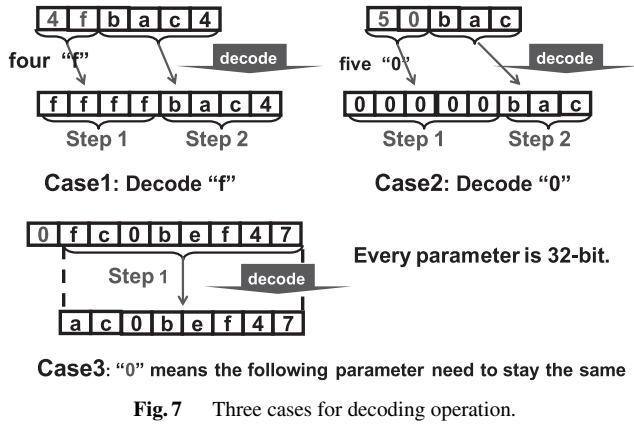 4 f b a c 4
four "f"
decode
f f f f b a c 4
Step 1 Step 2
Case1: Decode "f"
5 0 b a c
five "0"
decode
0 0 0 0 0 b a c
Step 1 Step 2
Case2: Decode "0"
0 f c 0 b e f 4 7
Step 1
decode
a c 0 b e f 4 7
Every parameter is 32-bit.
Case3: "0" means the following parameter need to stay the same
Fig. 7 Three cases for decoding operation.